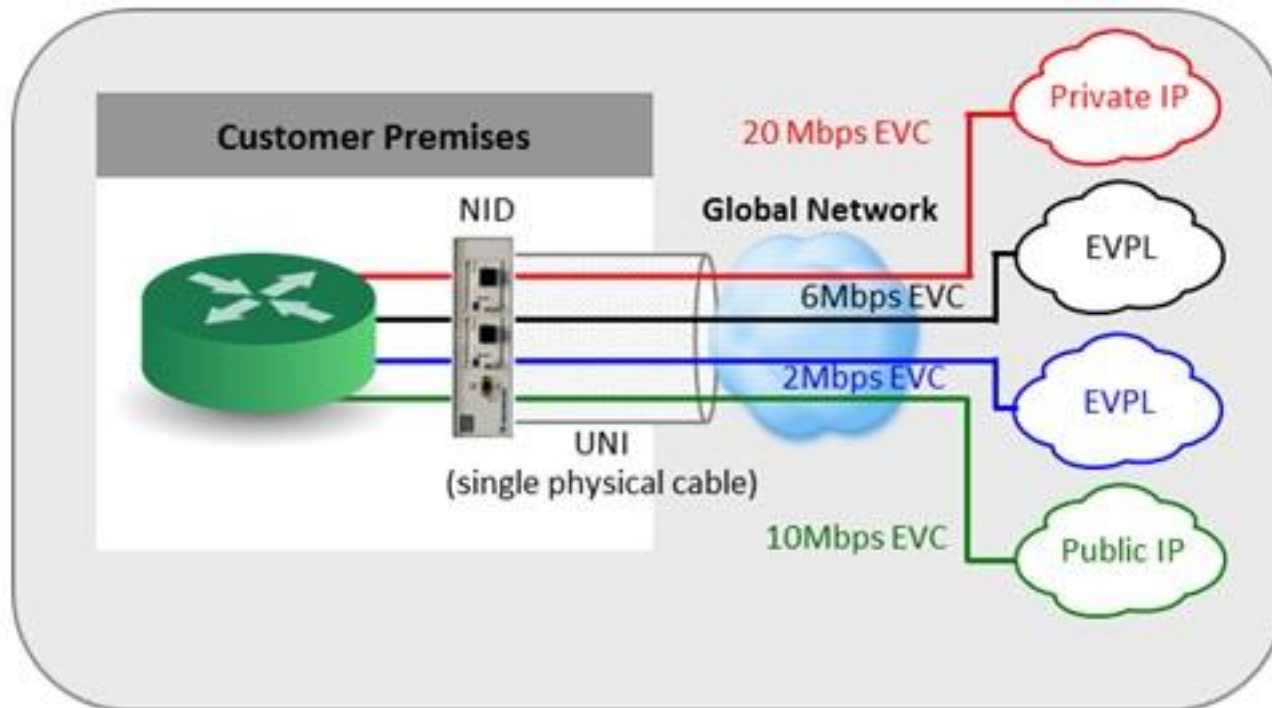 Customer Premises
NID
Global Network
20 Mbps EVC
6Mbps EVC
2Mbps EVC
10Mbps EVC
UNI
(single physical cable)
Private IP
EVPL
EVPL
Public IP